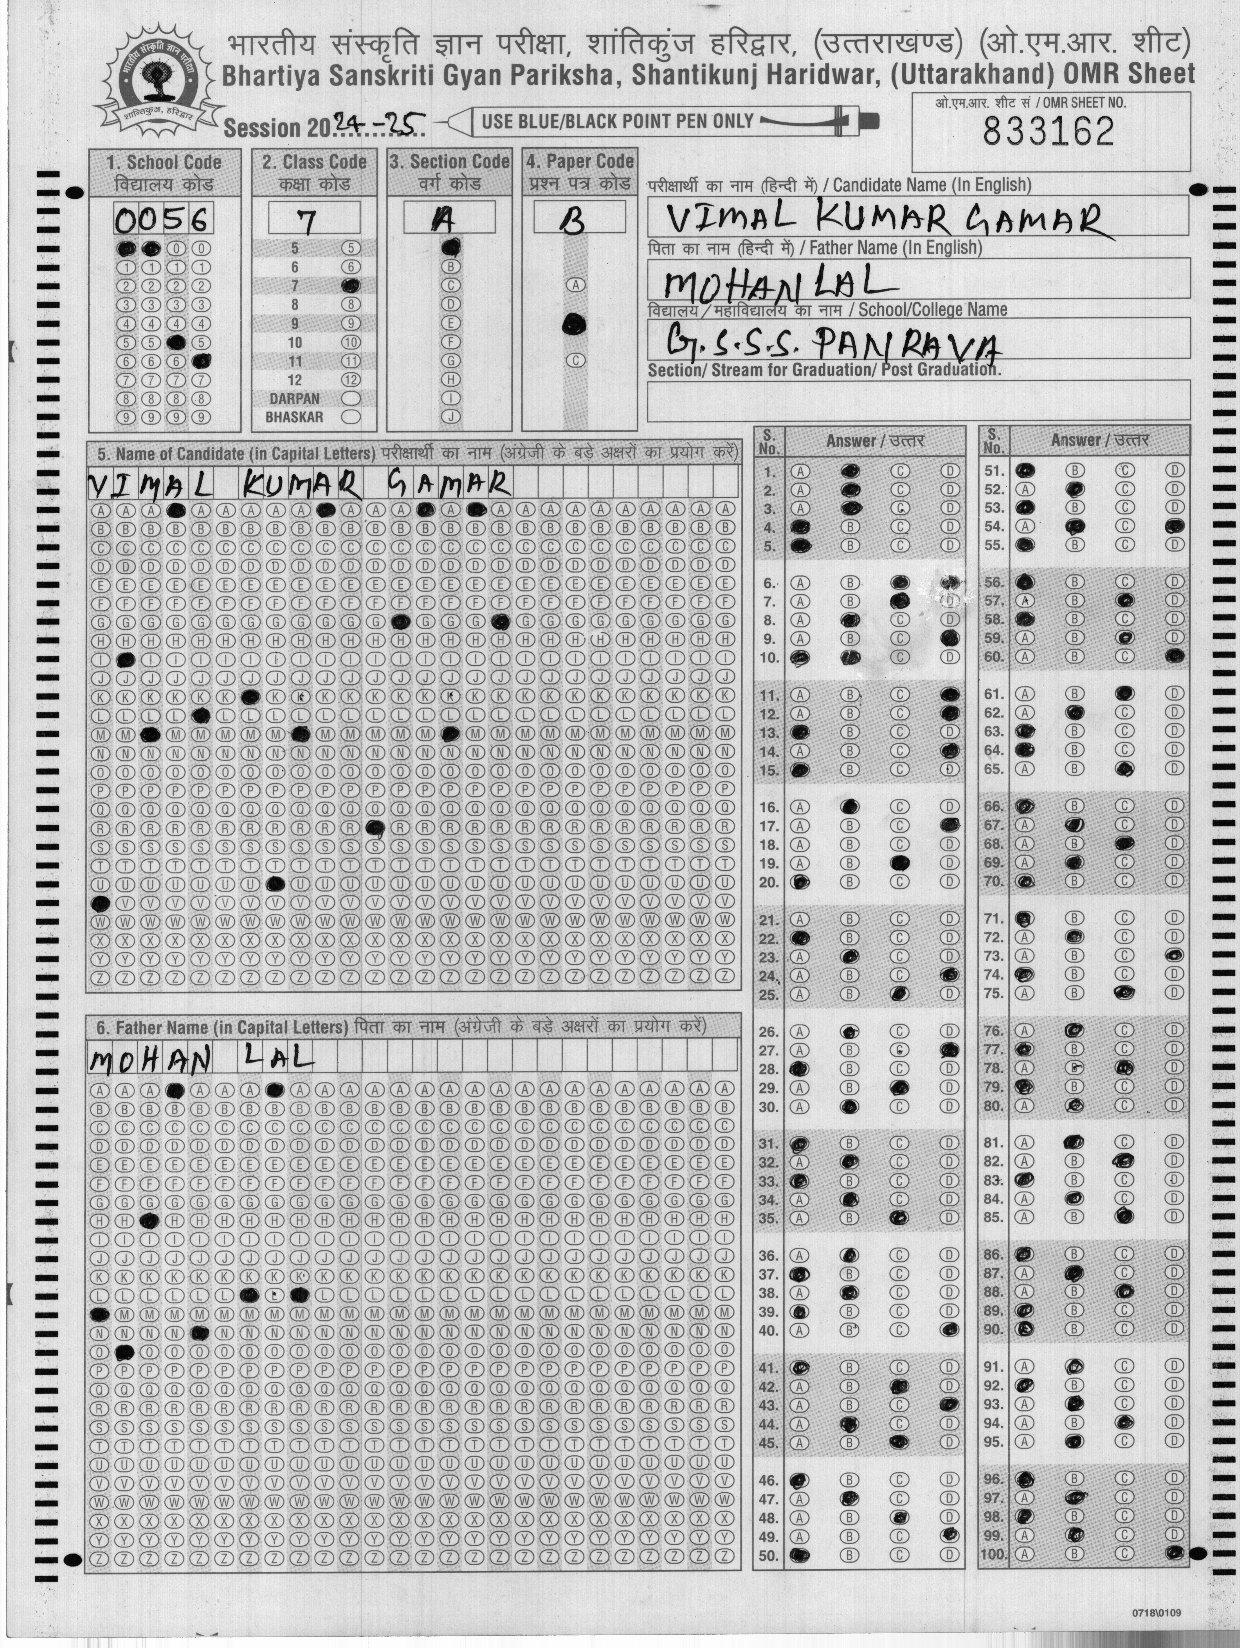 भारतीय संस्कृति ज्ञान परीक्षा, शांतिकुंज हरिद्वार, (उत्तराखण्ड) (ओ.एम.आर. शीट)
Bhartiya Sanskriti Gyan Pariksha, Shantikunj Haridwar, (Uttarakhand) OMR Sheet
Session 2024-25
USE BLUE/BLACK POINT PEN ONLY
ओ.एम.आर. शीट सं / OMR SHEET NO.
833162
1. School Code
विद्यालय कोड
0056
2. Class Code
कक्षा कोड
7
5
6
7
8
9
10
11
12
DARPAN
BHASKAR
3. Section Code
वर्ग कोड
A
4. Paper Code
प्रश्न पत्र कोड
B
परीक्षार्थी का नाम (हिन्दी में) / Candidate Name (In English)
VIMAL KUMAR GAMAR
पिता का नाम (हिन्दी में) / Father Name (In English)
MOHAN LAL
विद्यालय/महाविद्यालय का नाम / School/College Name
G.S.S.S. PANRAVA
Section/ Stream for Graduation/ Post Graduation.
5. Name of Candidate (in Capital Letters) परीक्षार्थी का नाम (अंग्रेजी के बड़े अक्षरों का प्रयोग करें)
VIMAL KUMAR GAMAR
6. Father Name (in Capital Letters) पिता का नाम (अंग्रेजी के बड़े अक्षरों का प्रयोग करें)
MOHAN LAL
S. No. Answer / उत्तर
S. No. Answer / उत्तर
0718\0109